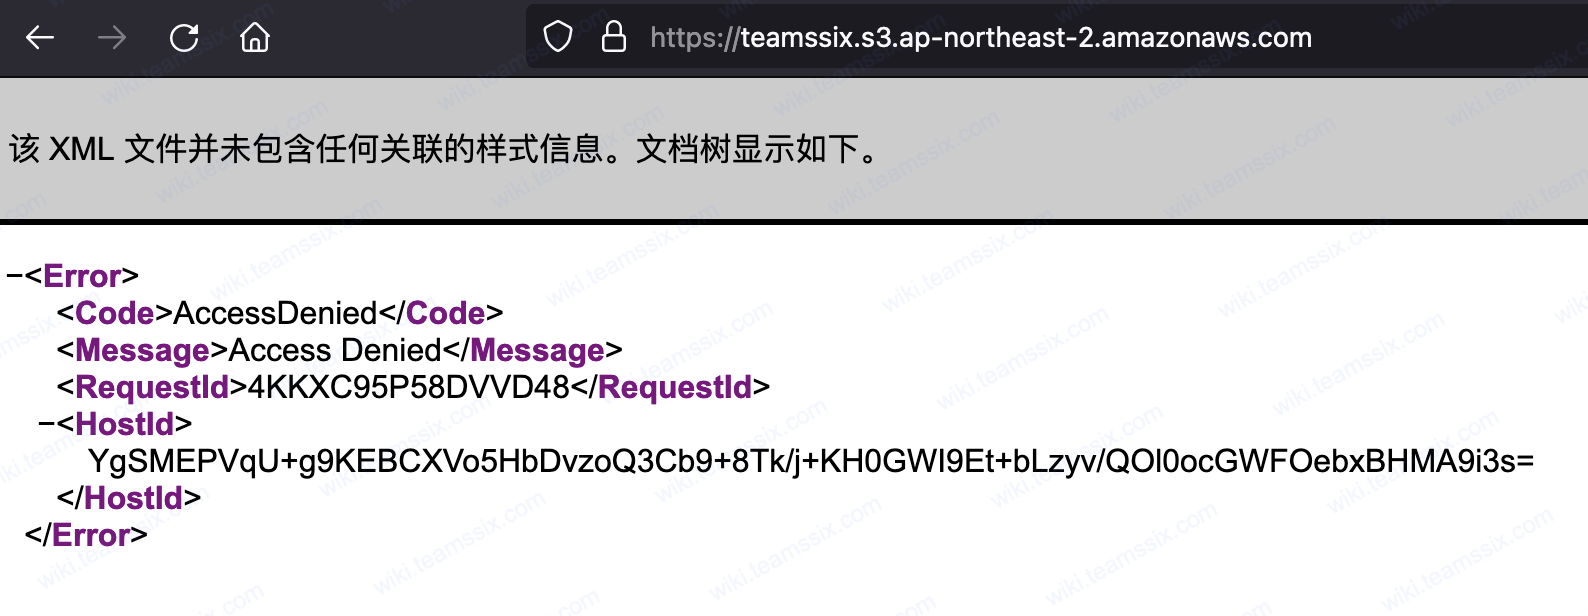 https://teamssix.s3.ap-northeast-2.amazonaws.com
该 XML 文件并未包含任何关联的样式信息。文档树显示如下。
−<Error>
<Code>AccessDenied</Code>
<Message>Access Denied</Message>
<RequestId>4KKXC95P58DVVD48</RequestId>
−<HostId>
YgSMEPVqU+g9KEBCXVo5HbDvzoQ3Cb9+8Tk/j+KH0GWI9Et+bLzyv/QOl0ocGWFOebxBHMA9i3s=
</HostId>
</Error>
wiki.teamssix.com